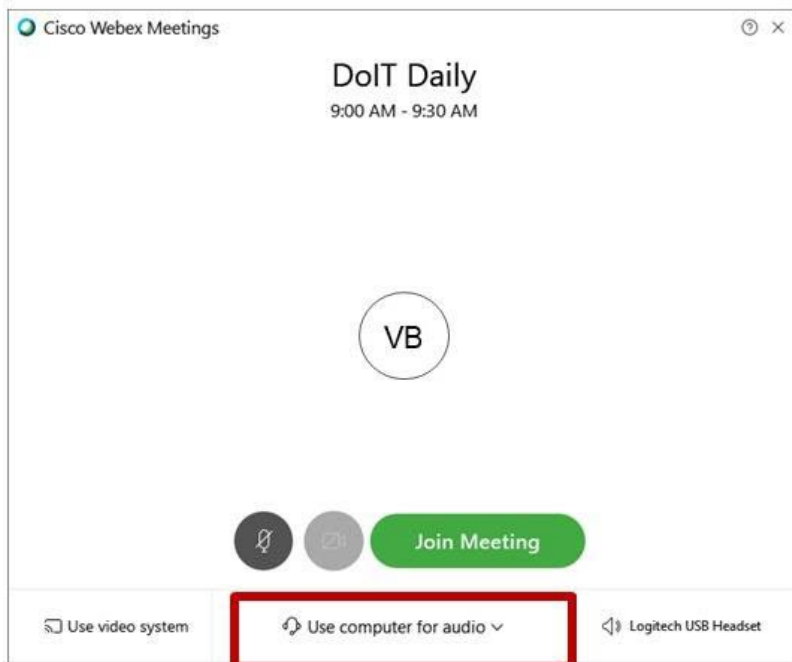 Cisco Webex Meetings
DoIT Daily
9:00 AM - 9:30 AM
VB
Join Meeting
Use video system
Use computer for audio
Logitech USB Headset